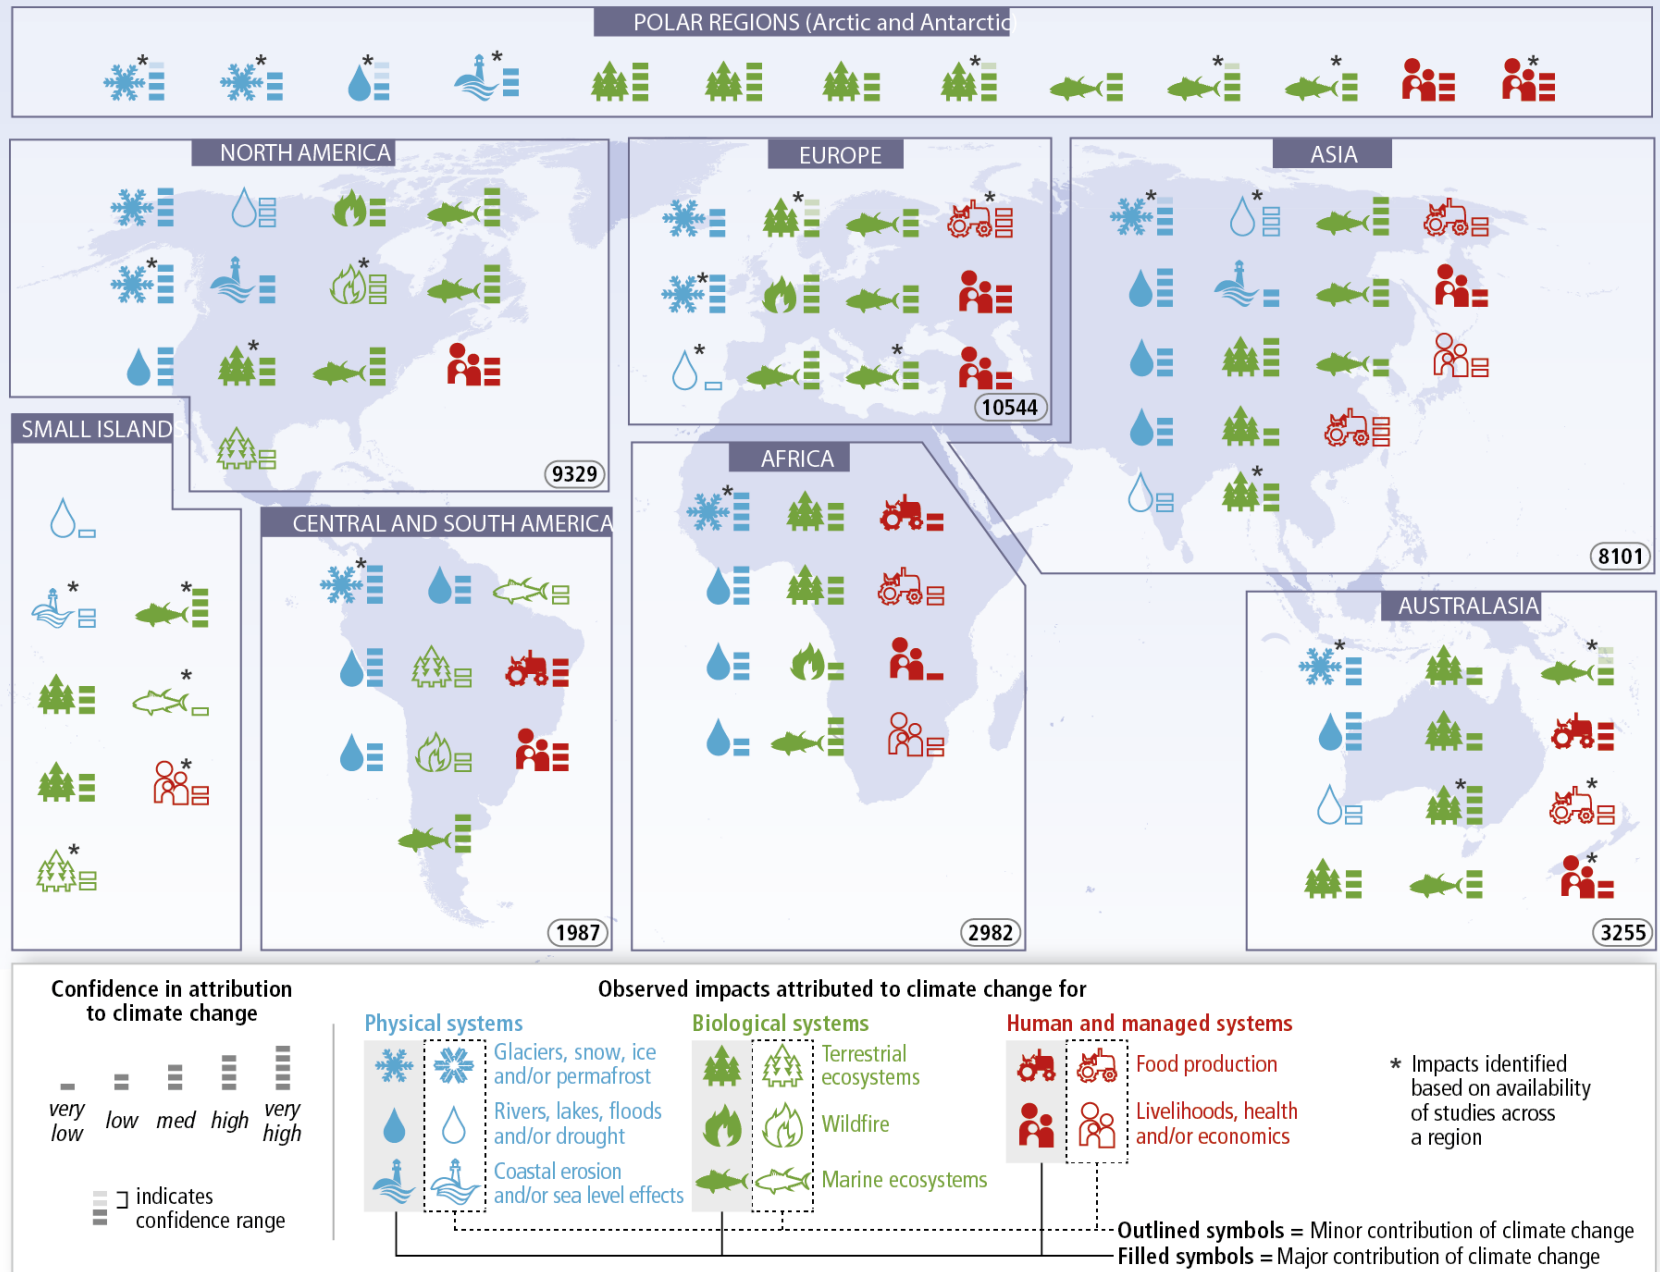 POLAR REGIONS (Arctic and Antarctic)
*
*
*
*
*
*
*
*
NORTH AMERICA
*
*
*
9329
EUROPE
*
*
*
*
*
10544
ASIA
*
*
*
8101
SMALL ISLANDS
*
*
*
*
*
CENTRAL AND SOUTH AMERICA
*
1987
AFRICA
*
2982
AUSTRALASIA
*
*
*
*
*
3255
Confidence in attribution
to climate change
very
low
low
med
high
very
high
indicates
confidence range
Observed impacts attributed to climate change for
Physical systems
Glaciers, snow, ice
and/or permafrost
Rivers, lakes, floods
and/or drought
Coastal erosion
and/or sea level effects
Biological systems
Terrestrial
ecosystems
Wildfire
Marine ecosystems
Human and managed systems
Food production
Livelihoods, health
and/or economics
* Impacts identified
based on availability
of studies across
a region
Outlined symbols = Minor contribution of climate change
Filled symbols = Major contribution of climate change